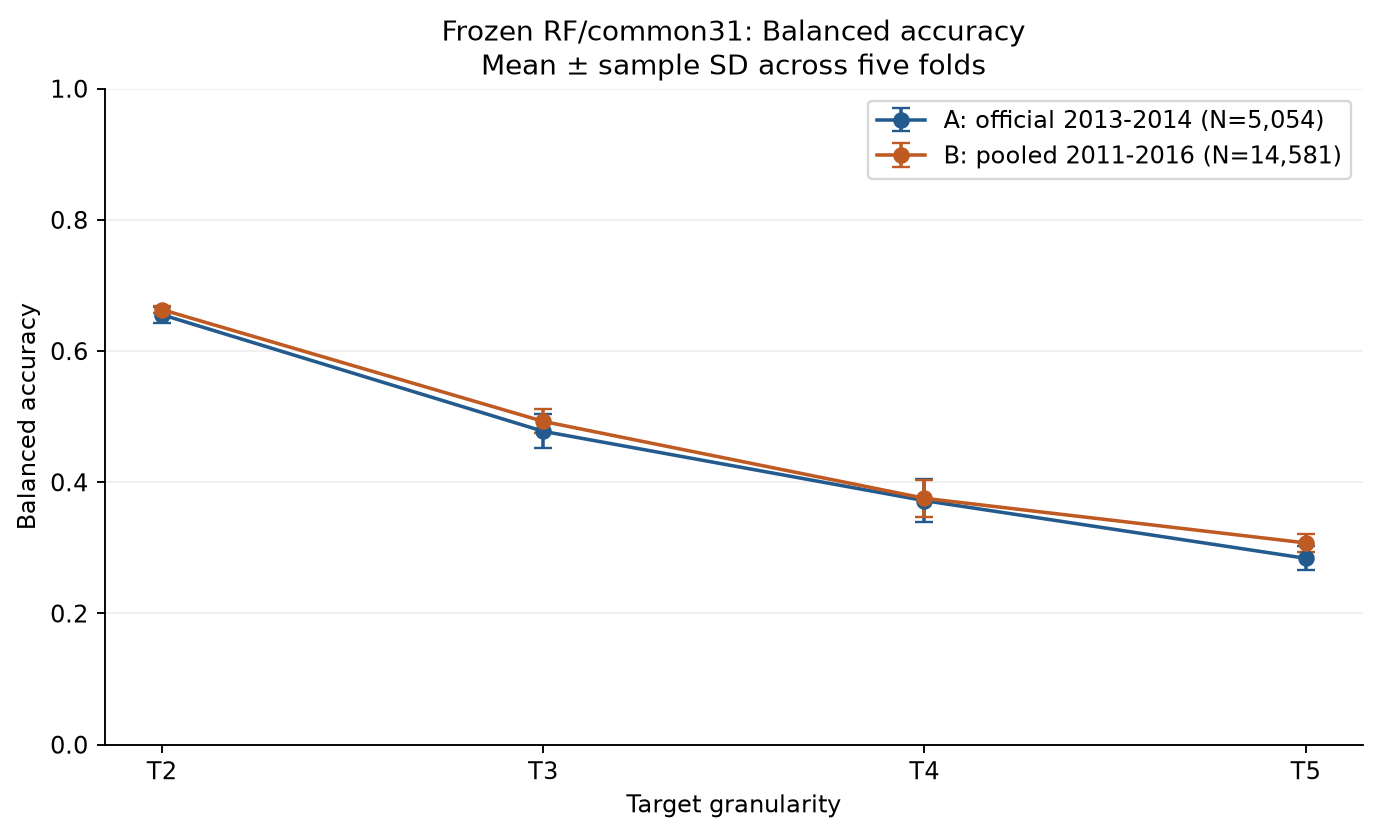 Frozen RF/common31: Balanced accuracy
Mean ± sample SD across five folds
A: official 2013-2014 (N=5,054)
B: pooled 2011-2016 (N=14,581)
Balanced accuracy
1.0
0.8
0.6
0.4
0.2
0.0
T2 T3 T4 T5
Target granularity